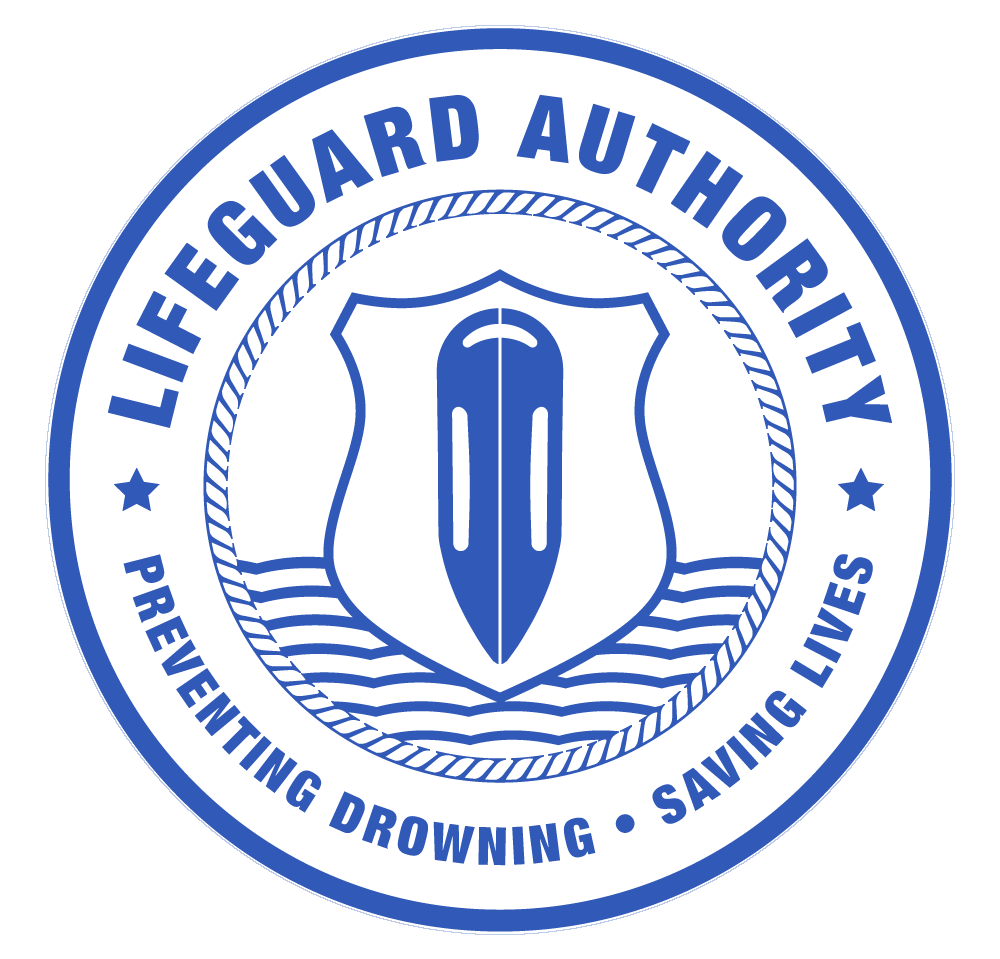 LIFEGUARD AUTHORITY
PREVENTING DROWNING • SAVING LIVES